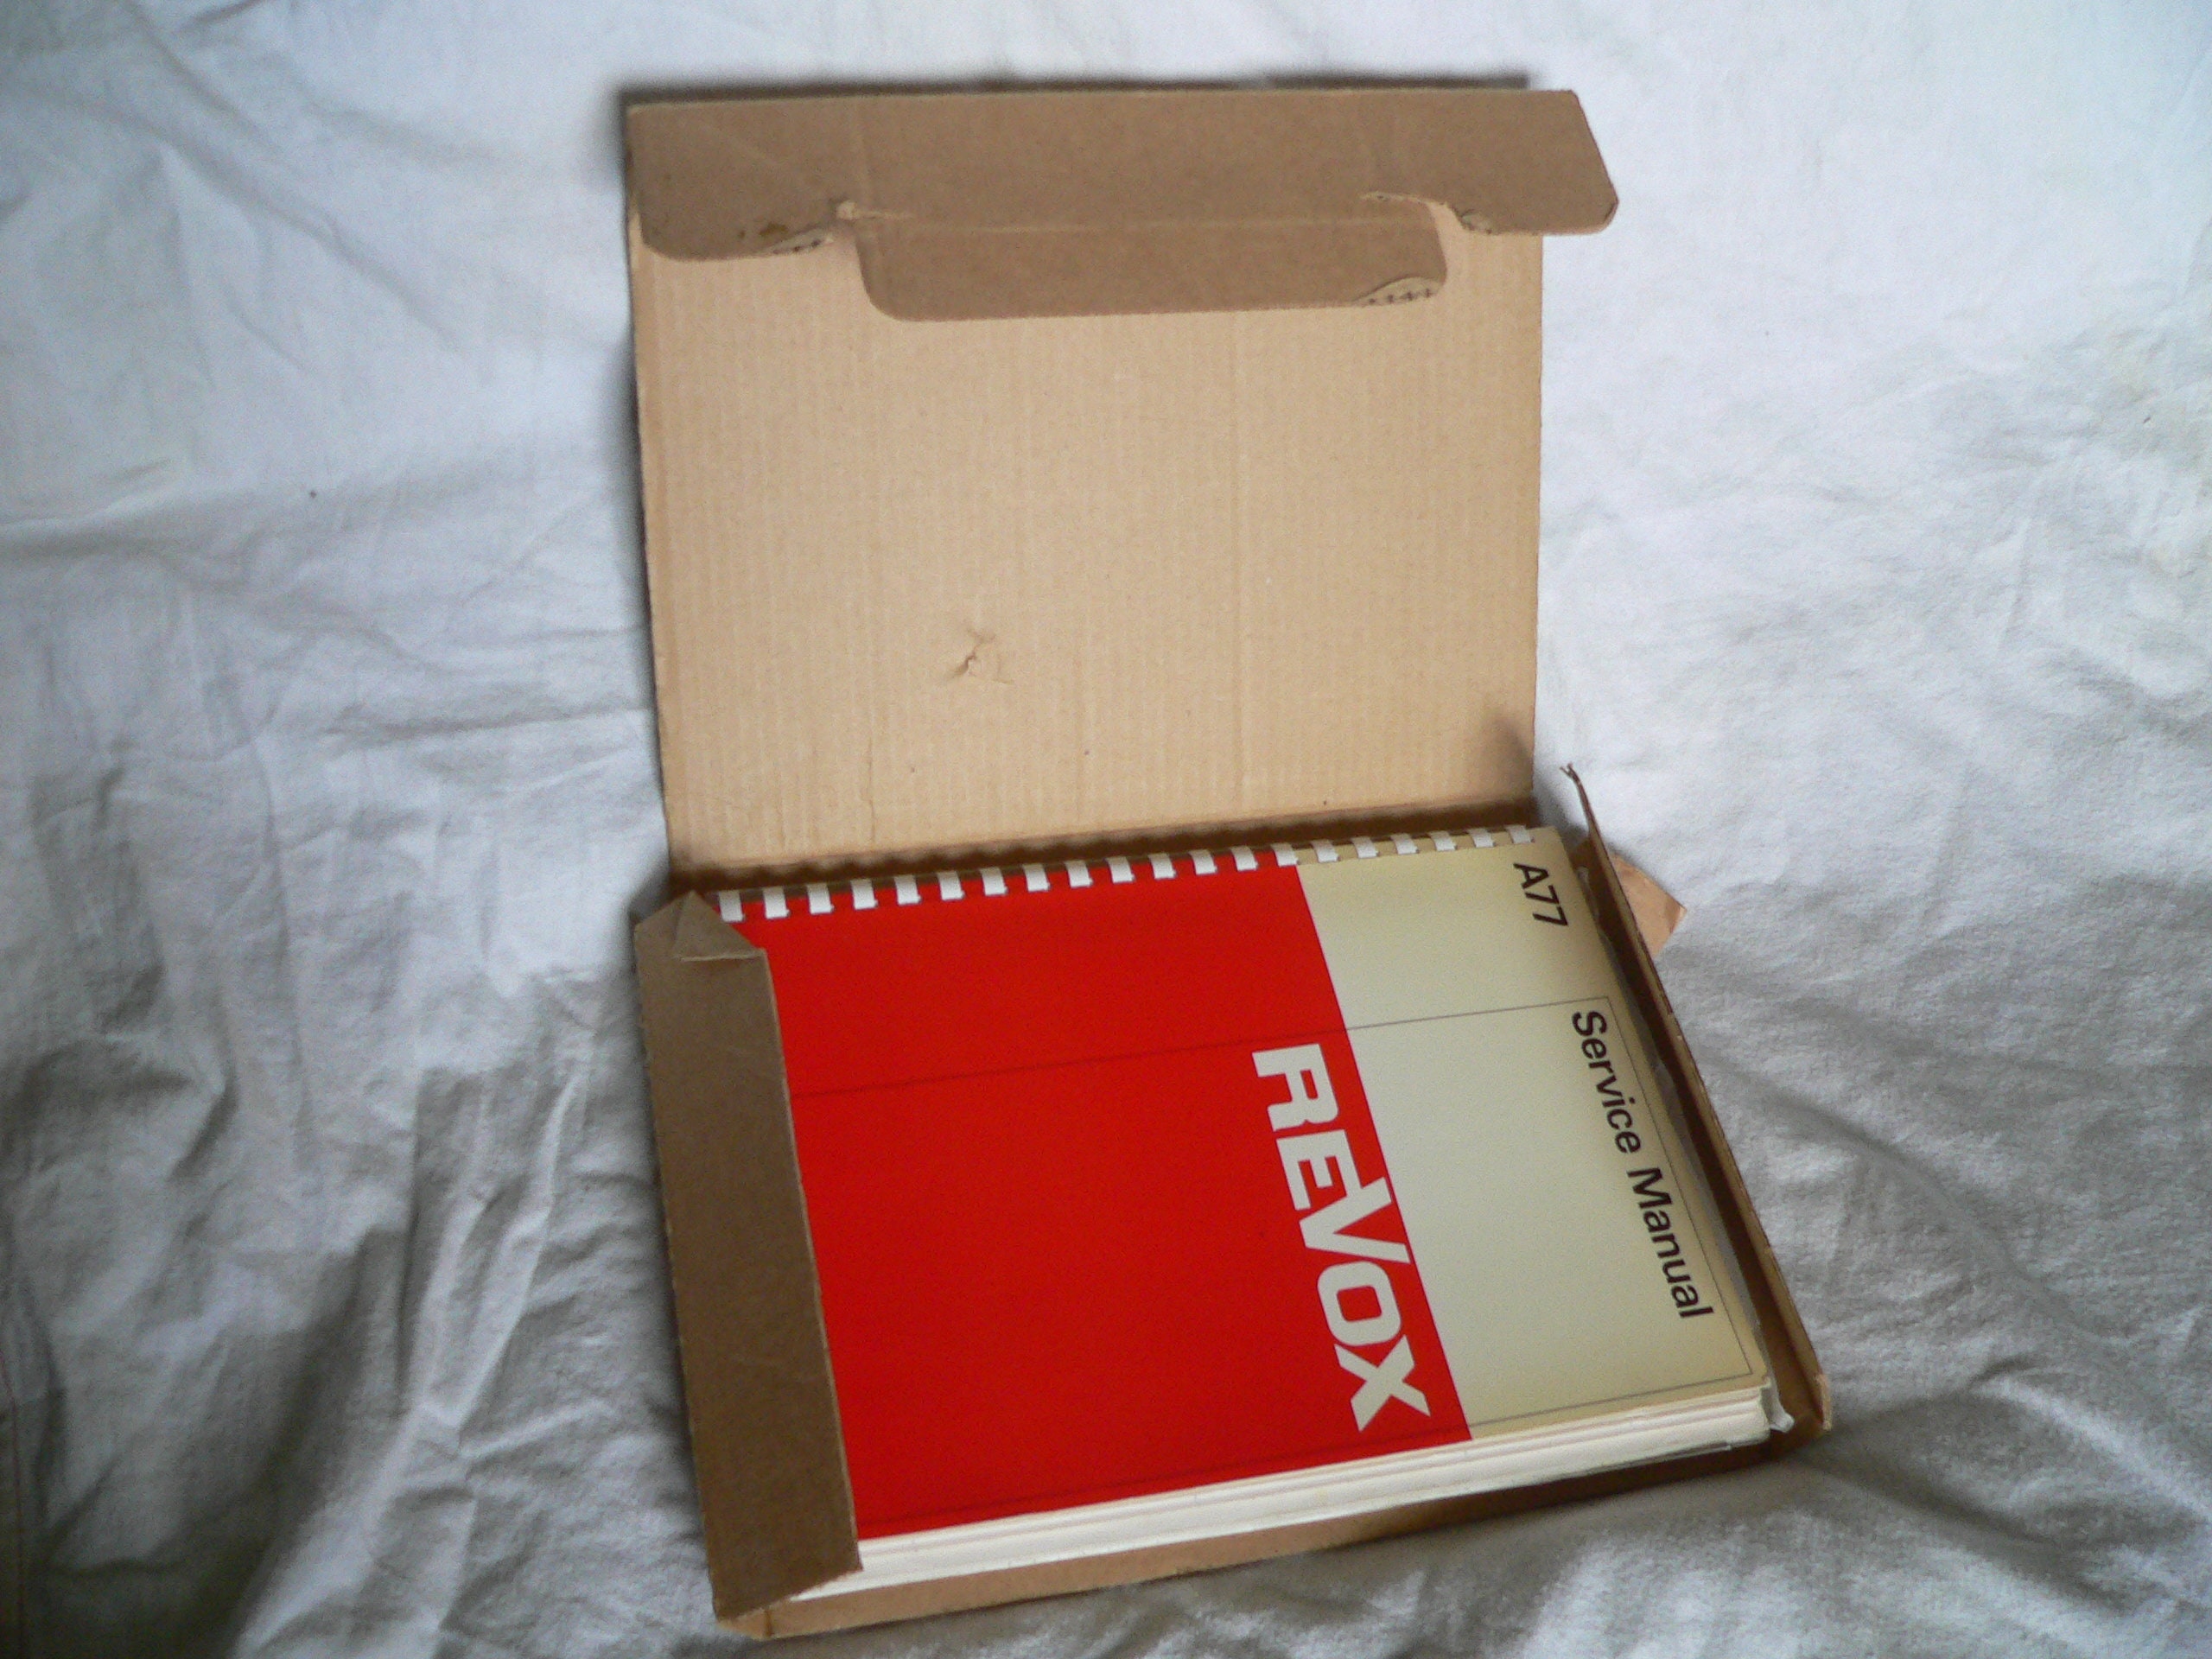 A77
Service Manual
REVOX